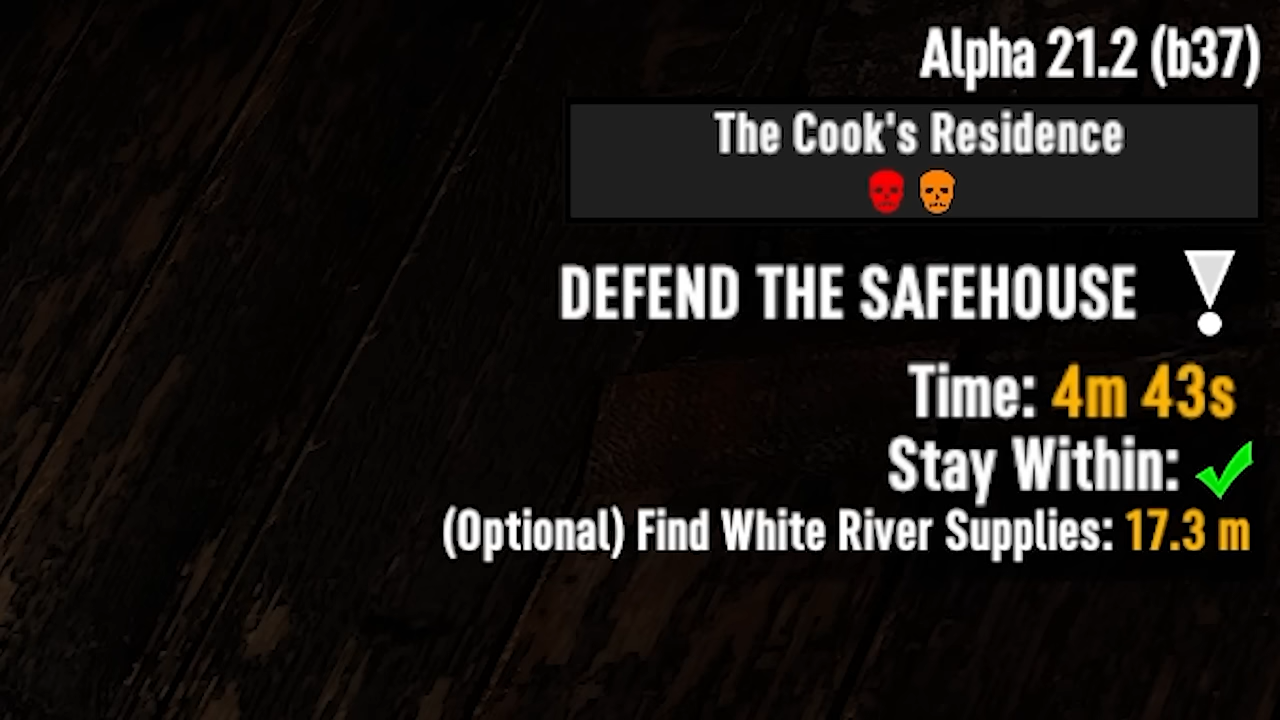 Alpha 21.2 (b37)
The Cook's Residence
DEFEND THE SAFEHOUSE
Time: 4m 43s
Stay Within:
(Optional) Find White River Supplies: 17.3 m